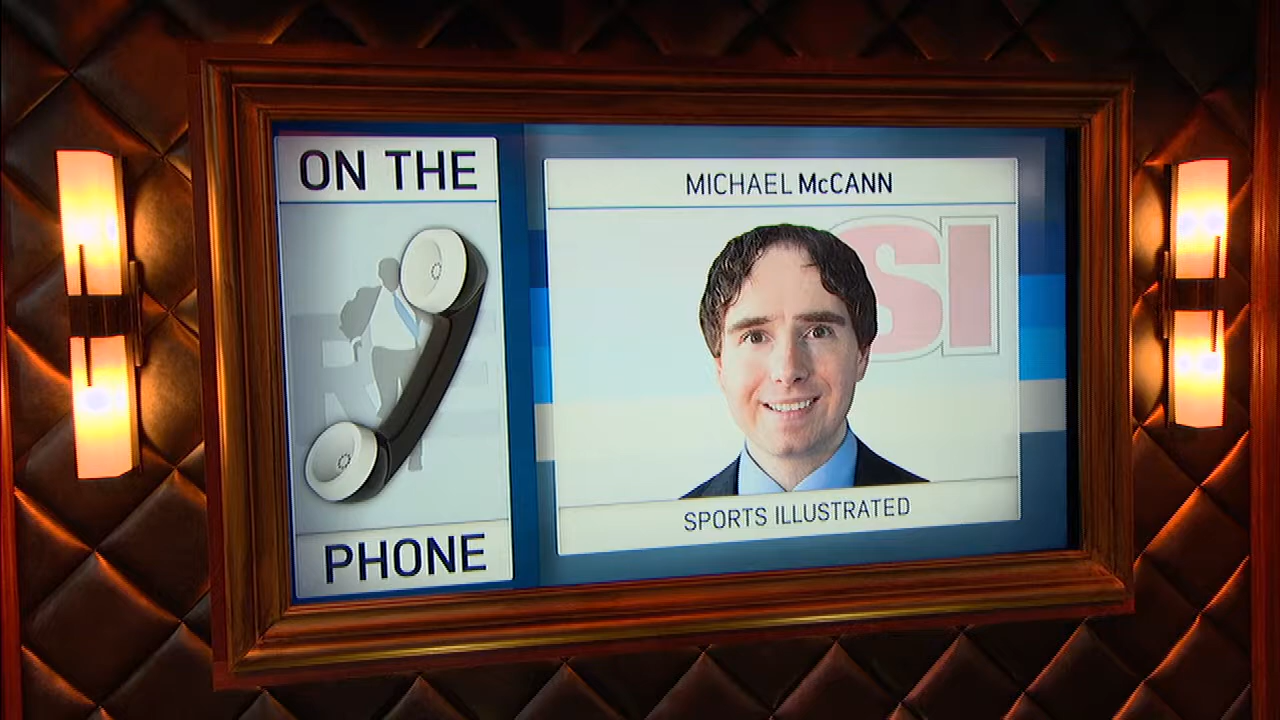 ON THE
PHONE
MICHAEL McCANN
SI
SPORTS ILLUSTRATED